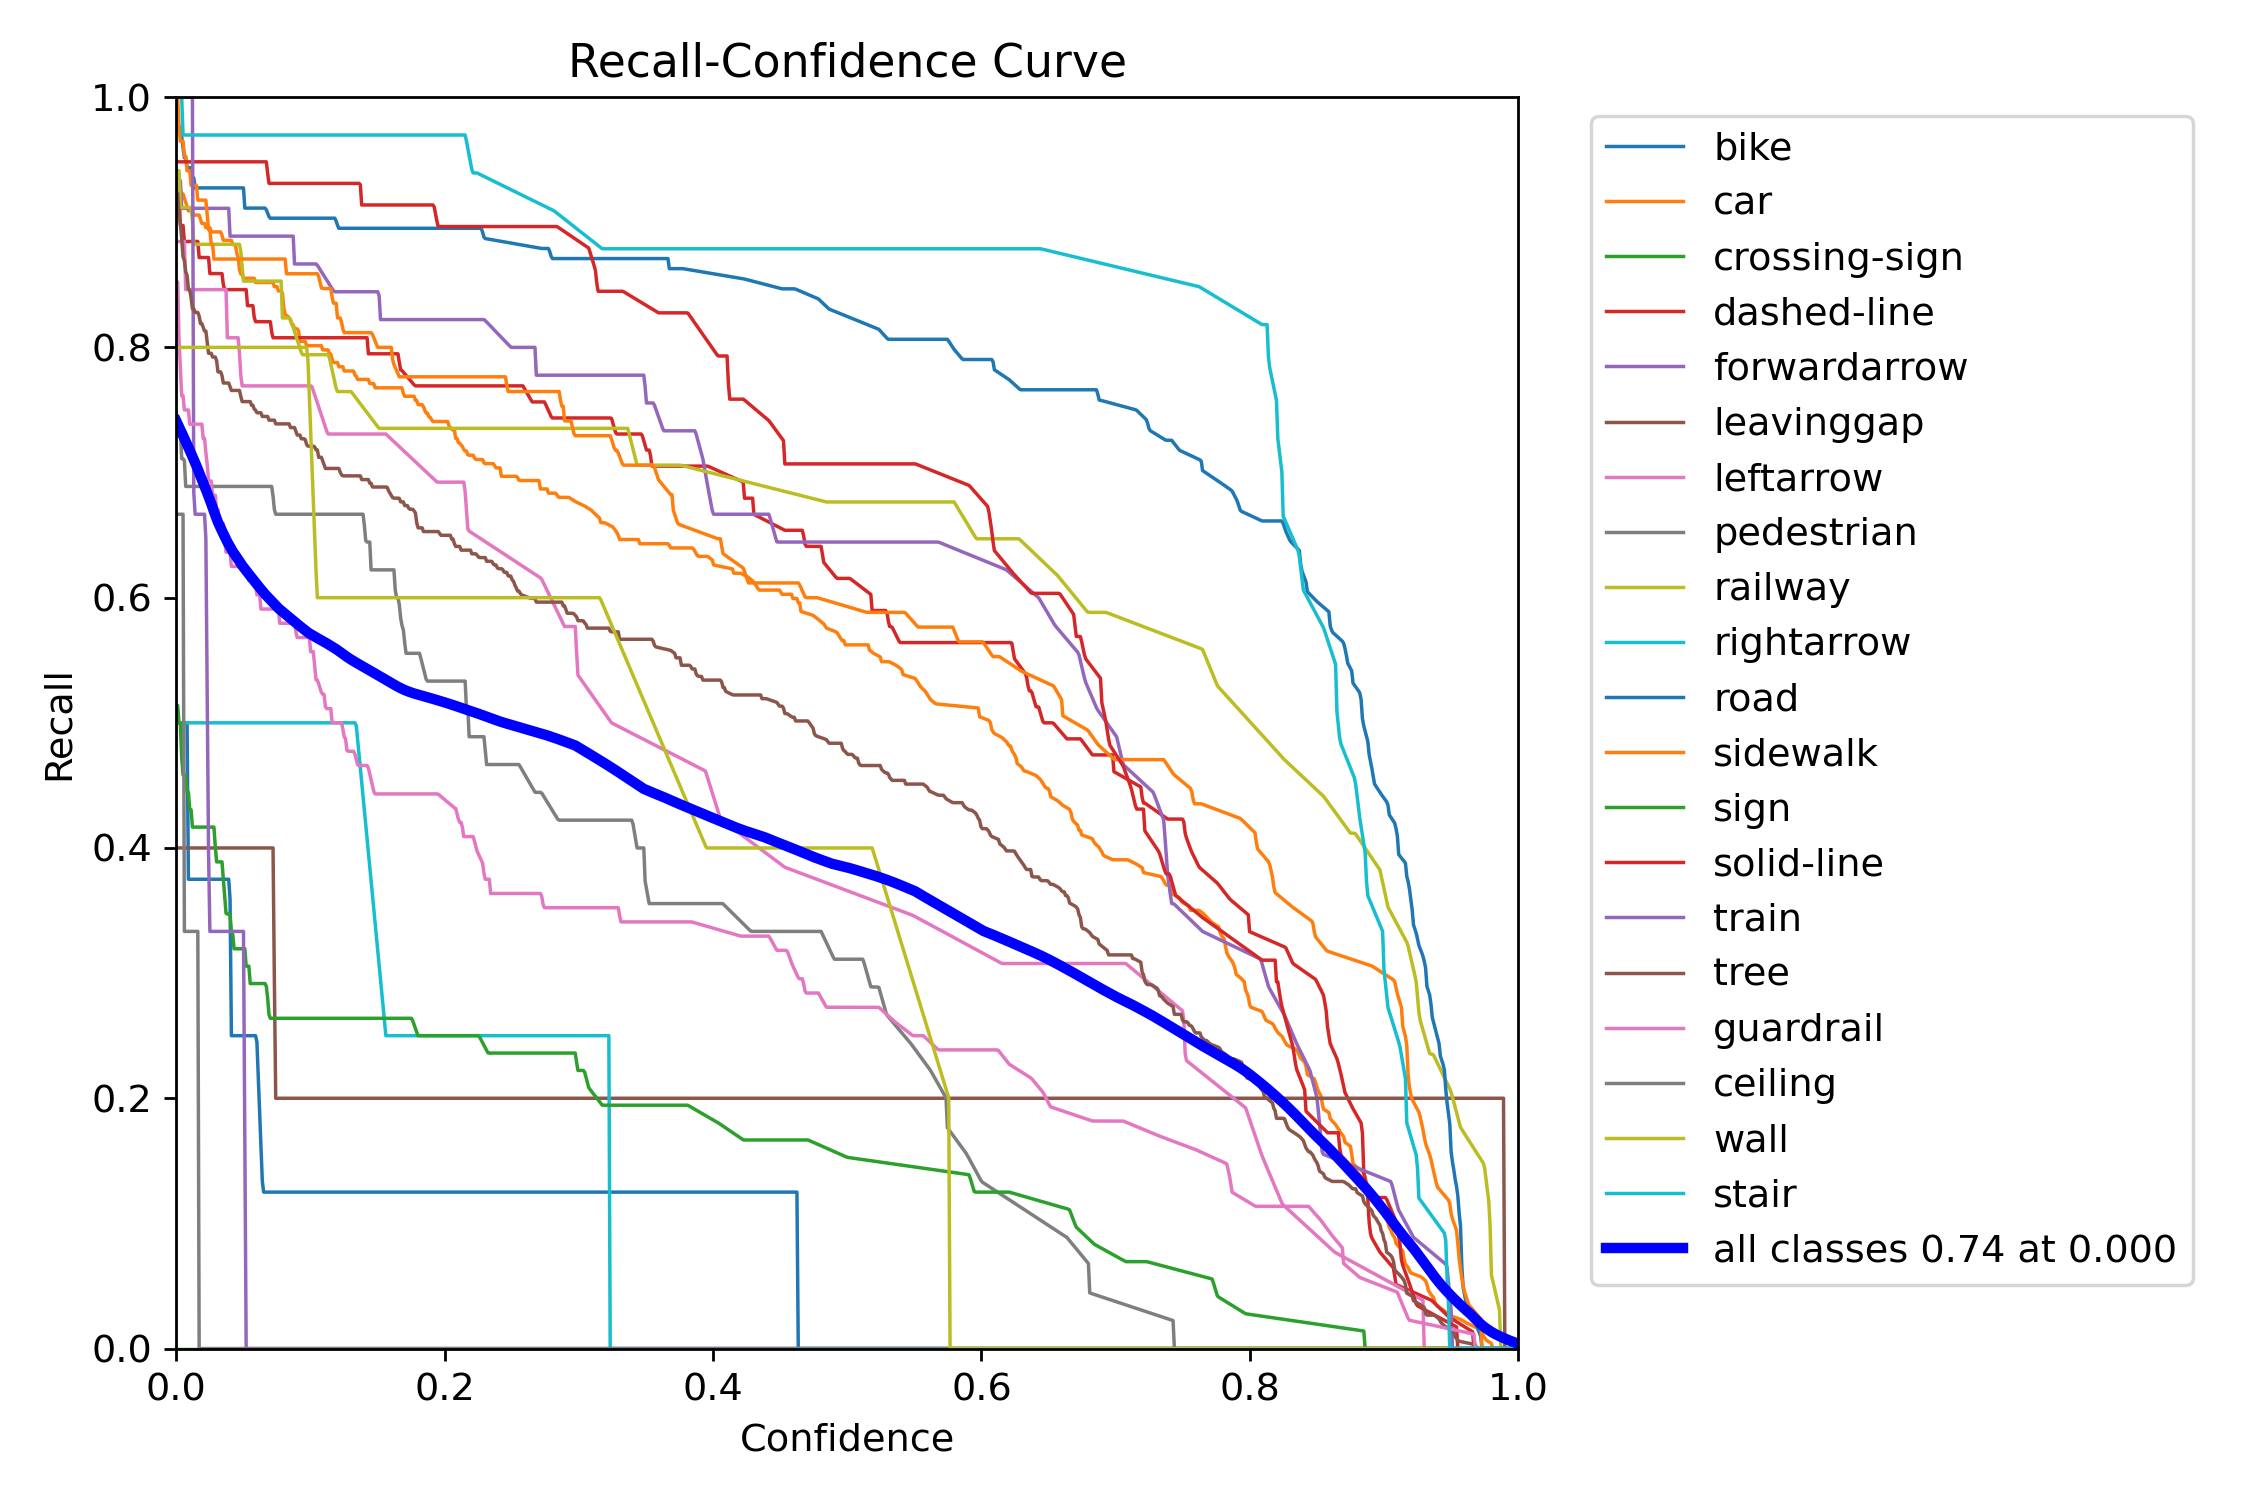 Recall-Confidence Curve
1.0
0.8
0.6
0.4
0.2
0.0
Recall
0.0 0.2 0.4 0.6 0.8 1.0
Confidence
bike
car
crossing-sign
dashed-line
forwardarrow
leavinggap
leftarrow
pedestrian
railway
rightarrow
road
sidewalk
sign
solid-line
train
tree
guardrail
ceiling
wall
stair
all classes 0.74 at 0.000